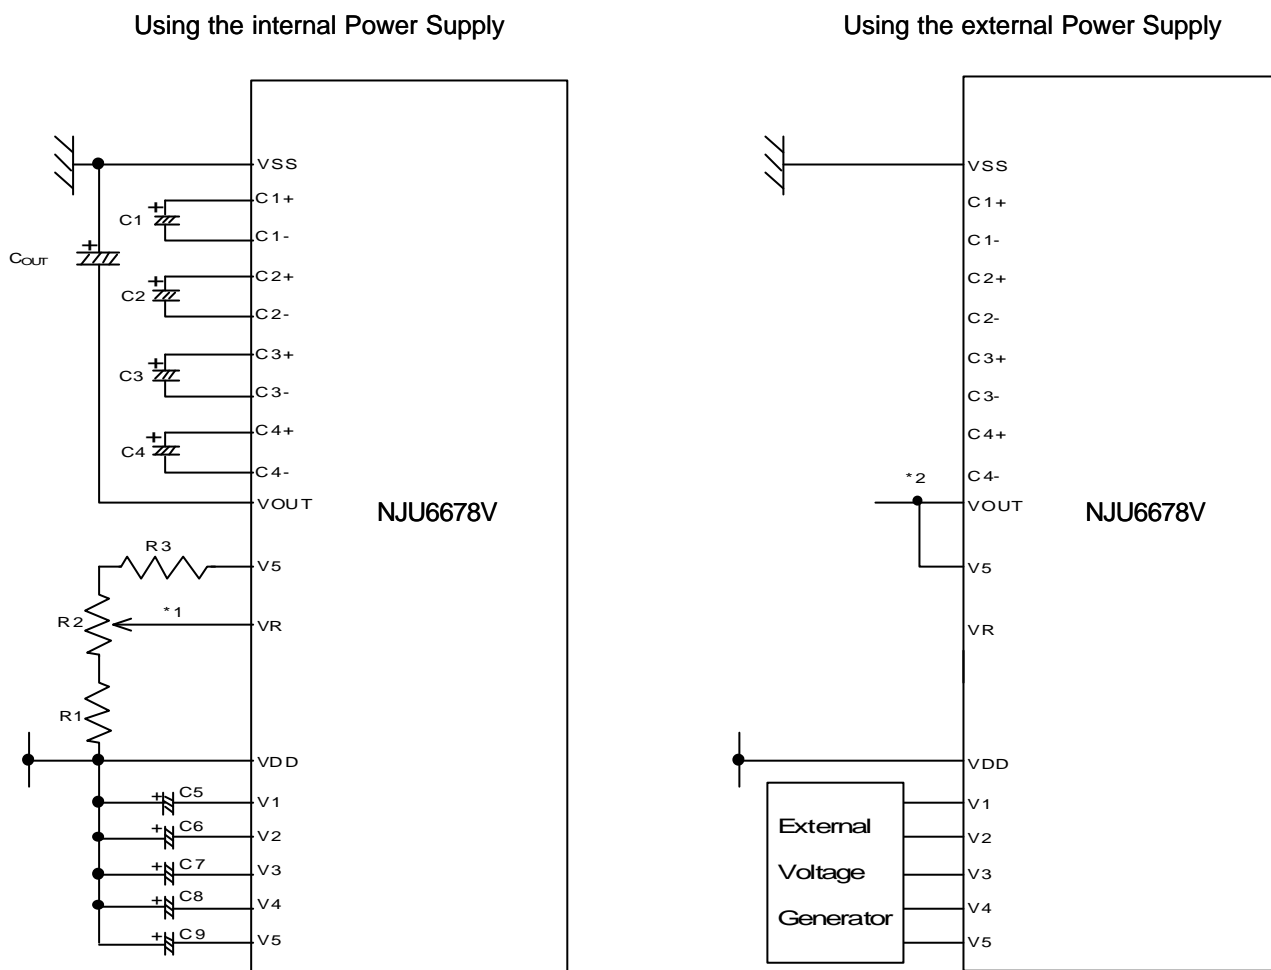 Using the internal Power Supply
VSS
C1+
C1
+
C1-
COUT
+
C2+
C2
+
C2-
C3+
C3
+
C3-
C4+
C4
+
C4-
VOUT
NJU6678V
R3
V5
R2
*1
VR
R1
VDD
+
C5
V1
+
C6
V2
+
C7
V3
+
C8
V4
+
C9
V5
Using the external Power Supply
VSS
C1+
C1-
C2+
C2-
C3+
C3-
C4+
C4-
*2
VOUT
NJU6678V
V5
VR
VDD
External
Voltage
Generator
V1
V2
V3
V4
V5